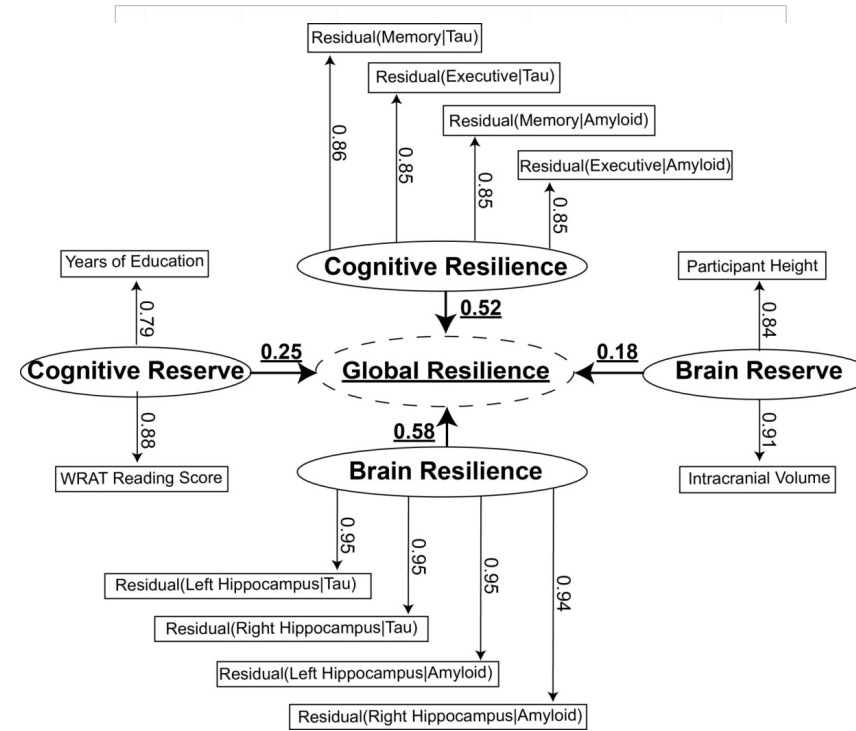 Residual(Memory|Tau)
Residual(Executive|Tau)
Residual(Memory|Amyloid)
Residual(Executive|Amyloid)
0.86
0.85
0.85
0.85
Years of Education
Cognitive Resilience
Participant Height
0.79
0.52
0.84
0.25
0.18
Cognitive Reserve
Global Resilience
Brain Reserve
0.88
0.58
0.91
WRAT Reading Score
Brain Resilience
Intracranial Volume
0.95
0.95
0.95
0.94
Residual(Left Hippocampus|Tau)
Residual(Right Hippocampus|Tau)
Residual(Left Hippocampus|Amyloid)
Residual(Right Hippocampus|Amyloid)